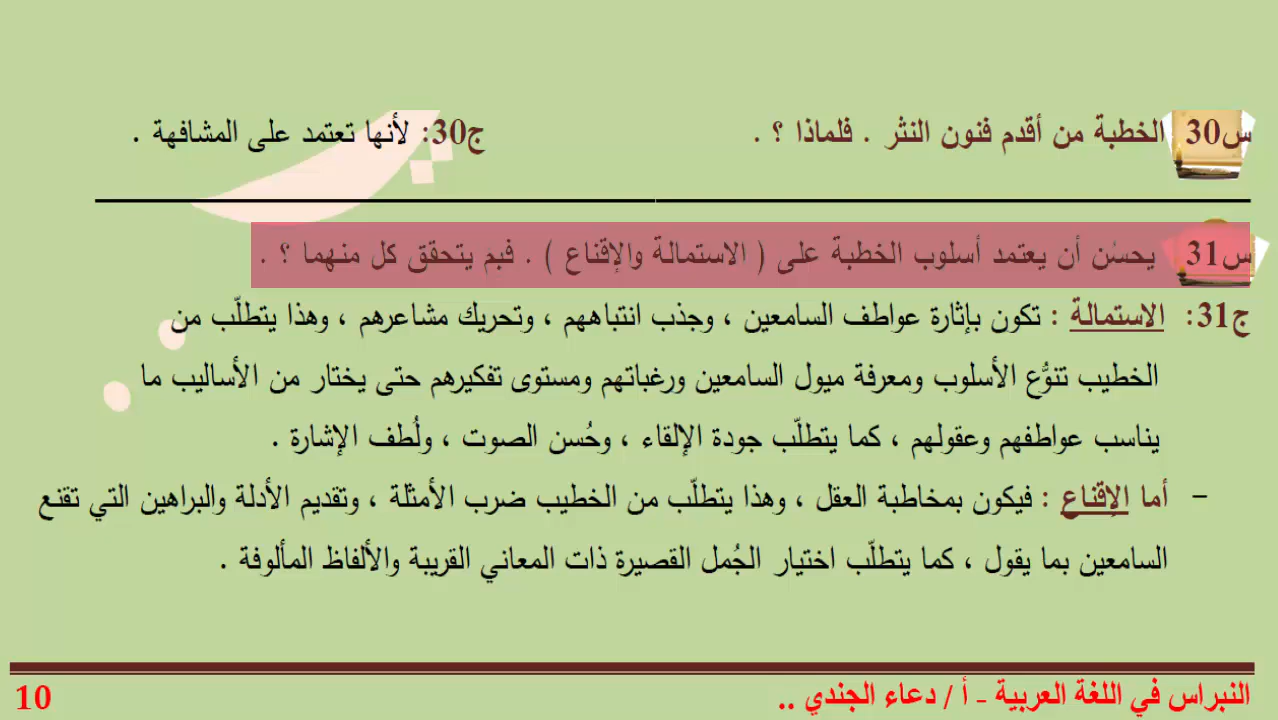 س30 الخطبة من أقدم فنون النثر . فلماذا ؟ . ج30: لأنها تعتمد على المشافهة .
س31 يحسُن أن يعتمد أسلوب الخطبة على ( الاستمالة والإقناع ) . فبم يتحقق كل منهما ؟ .
ج31: الاستمالة : تكون بإثارة عواطف السامعين ، وجذب انتباههم ، وتحريك مشاعرهم ، وهذا يتطلّب من
الخطيب تنوُّع الأسلوب ومعرفة ميول السامعين ورغباتهم ومستوى تفكيرهم حتى يختار من الأساليب ما
يناسب عواطفهم وعقولهم ، كما يتطلّب جودة الإلقاء ، وحُسن الصوت ، ولُطف الإشارة .
- أما الإقناع : فيكون بمخاطبة العقل ، وهذا يتطلّب من الخطيب ضرب الأمثلة ، وتقديم الأدلة والبراهين التي تقنع
السامعين بما يقول ، كما يتطلّب اختيار الجُمل القصيرة ذات المعاني القريبة والألفاظ المألوفة .
النبراس في اللغة العربية - أ / دعاء الجندي .. 10